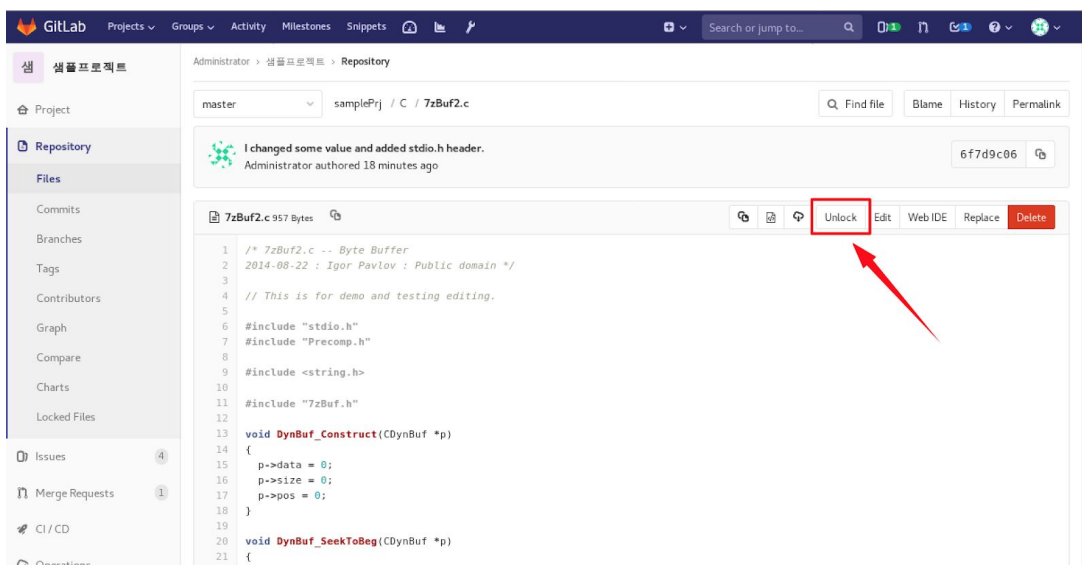 GitLab Projects Groups Activity Milestones Snippets Search or jump to... 1 1
샘 샘플프로젝트
Administrator > 샘플프로젝트 > Repository
Project
Repository
Files
Commits
Branches
Tags
Contributors
Graph
Compare
Charts
Locked Files
Issues 4
Merge Requests 1
CI / CD
Operations
master samplePrj / C / 7zBuf2.c Find file Blame History Permalink
I changed some value and added stdio.h header.
Administrator authored 18 minutes ago
6f7d9c06
7zBuf2.c 957 Bytes Unlock Edit Web IDE Replace Delete
1 /* 7zBuf2.c -- Byte Buffer
2 2014-08-22 : Igor Pavlov : Public domain */
3
4 // This is for demo and testing editing.
5
6 #include "stdio.h"
7 #include "Precomp.h"
8
9 #include <string.h>
10
11 #include "7zBuf.h"
12
13 void DynBuf_Construct(CDynBuf *p)
14 {
15 p->data = 0;
16 p->size = 0;
17 p->pos = 0;
18 }
19
20 void DynBuf_SeekToBeg(CDynBuf *p)
21 {